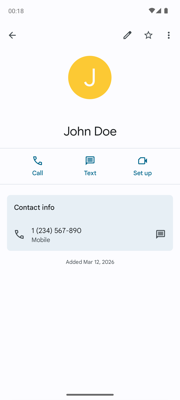 00:18
J
John Doe
Call Text Set up
Contact info
1 (234) 567-890
Mobile
Added Mar 12, 2026